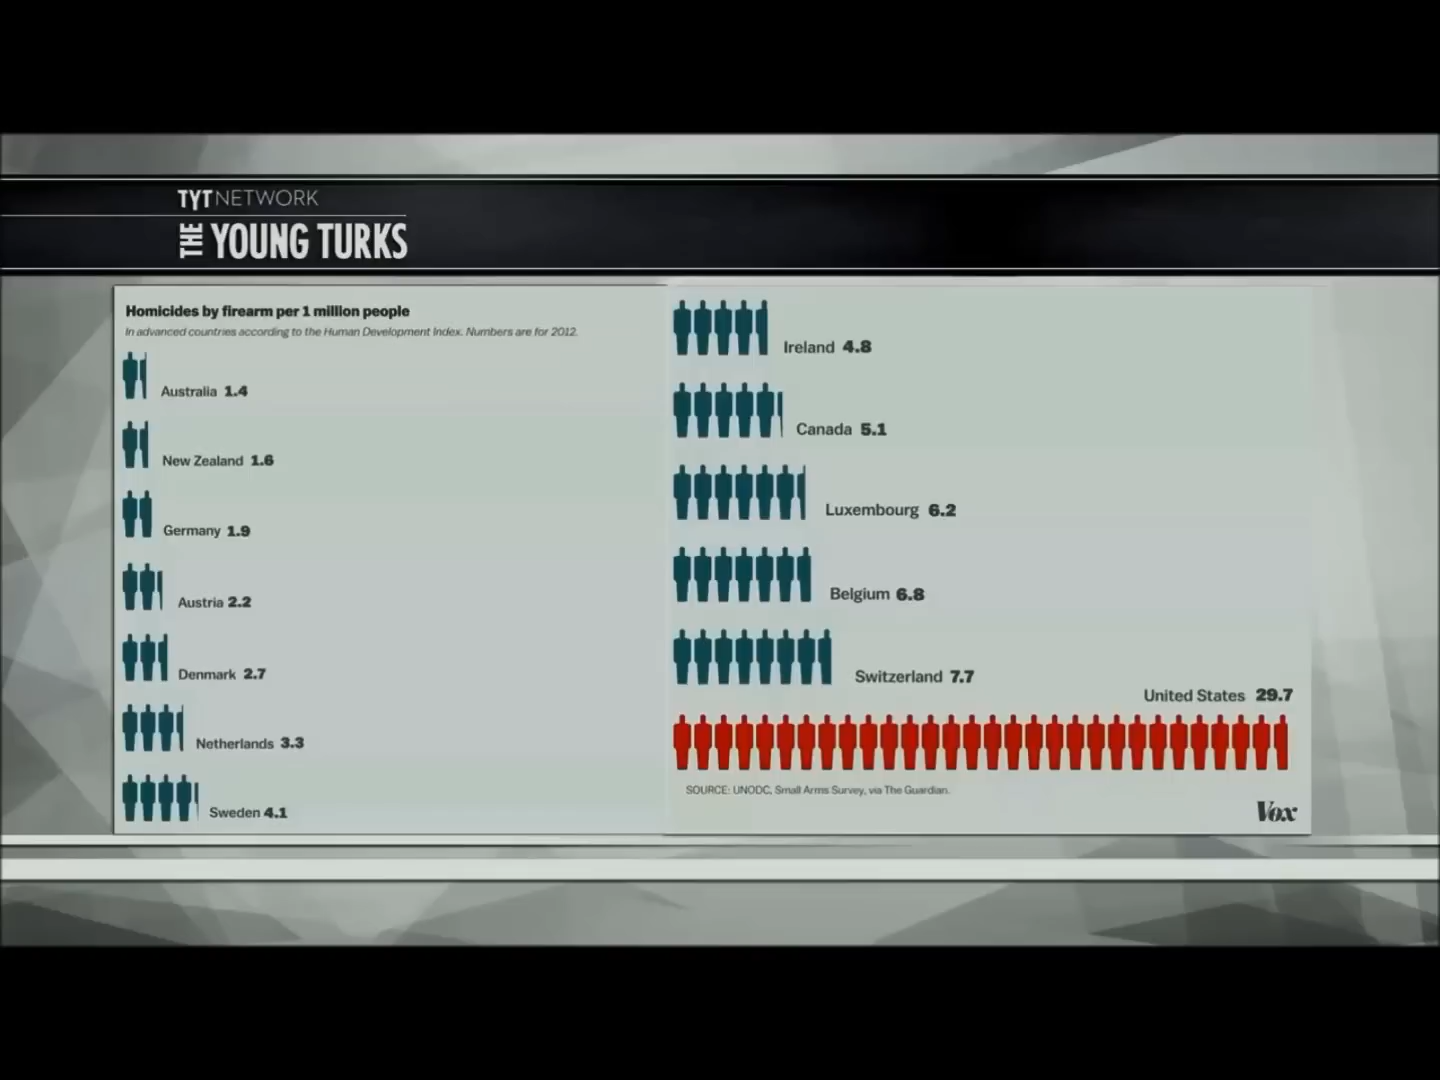 TYT NETWORK
THE YOUNG TURKS
Homicides by firearm per 1 million people
In advanced countries according to the Human Development Index. Numbers are for 2012.
Australia 1.4
New Zealand 1.6
Germany 1.9
Austria 2.2
Denmark 2.7
Netherlands 3.3
Sweden 4.1
Ireland 4.8
Canada 5.1
Luxembourg 6.2
Belgium 6.8
Switzerland 7.7
United States 29.7
SOURCE: UNODC, Small Arms Survey, via The Guardian.
Vox